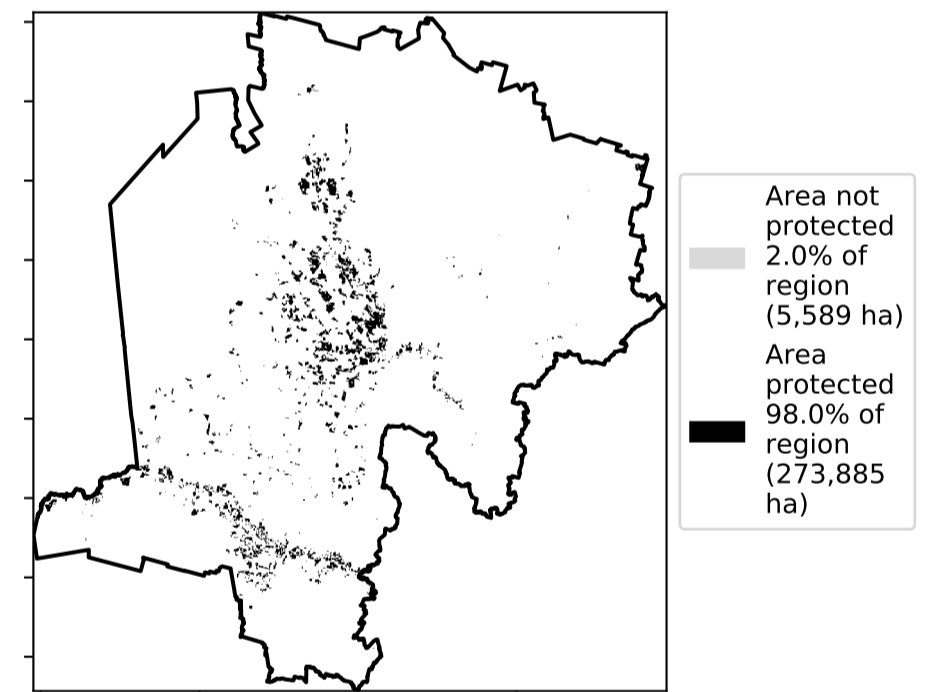 Area not
protected
2.0% of
region
(5,589 ha)
Area
protected
98.0% of
region
(273,885
ha)